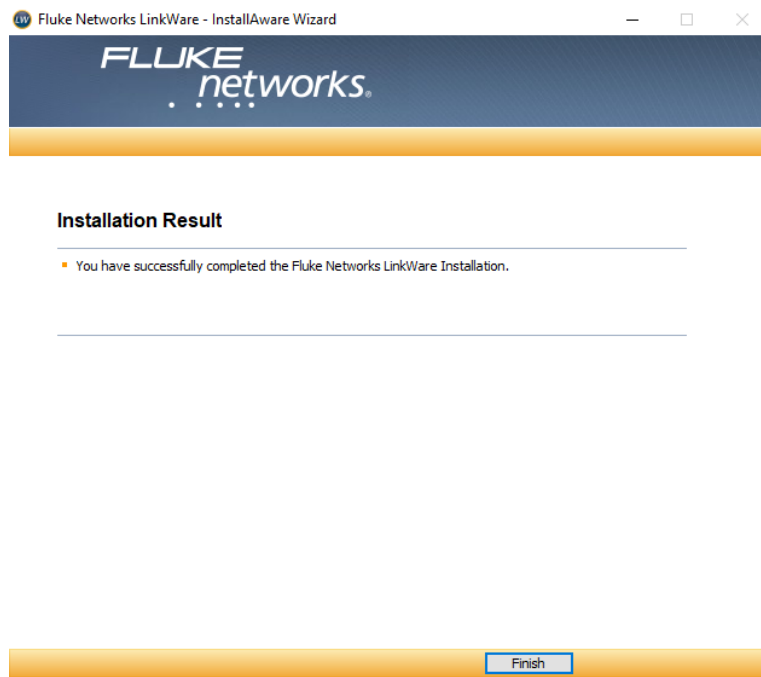 LW Fluke Networks LinkWare - InstallAware Wizard
FLUKE
networks®
Installation Result
You have successfully completed the Fluke Networks LinkWare Installation.
Finish